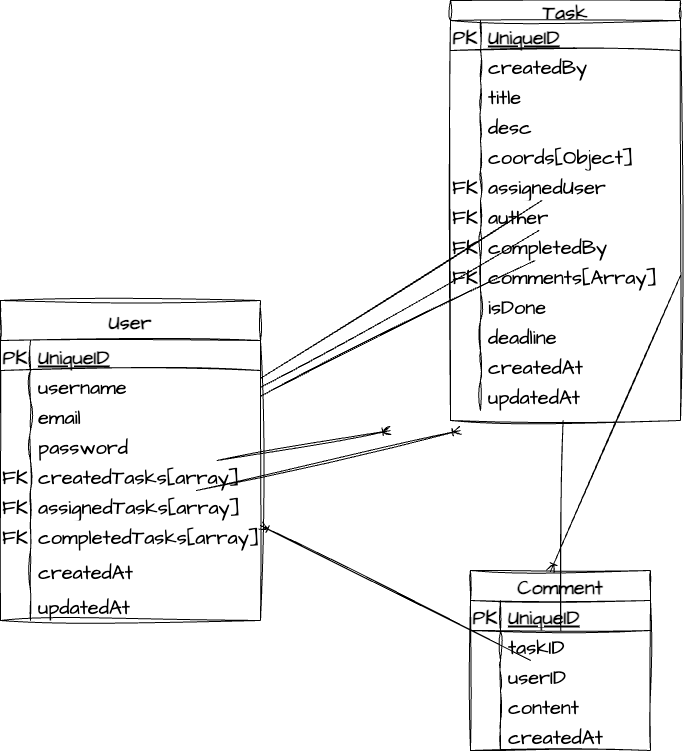 Task
PK UniqueID
createdBy
title
desc
coords[Object]
FK assignedUser
FK auther
FK completedBy
FK comments[Array]
isDone
deadline
createdAt
updatedAt
User
PK UniqueID
username
email
password
FK createdTasks[array]
FK assignedTasks[array]
FK completedTasks[array]
createdAt
updatedAt
Comment
PK UniqueID
taskID
userID
content
createdAt